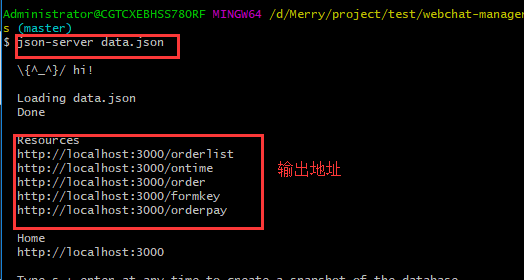 Administrator@CGTCXEBHSS78ORF MINGW64 /d/Merry/project/test/webchat-manager
s (master)
$ json-server data.json
\{^_^}/ hi!
Loading data.json
Done
Resources
http://localhost:3000/orderlist
http://localhost:3000/ontime
http://localhost:3000/order
http://localhost:3000/formkey
http://localhost:3000/orderpay
输出地址
Home
http://localhost:3000
Type s + enter at any time to create a snapshot of the database